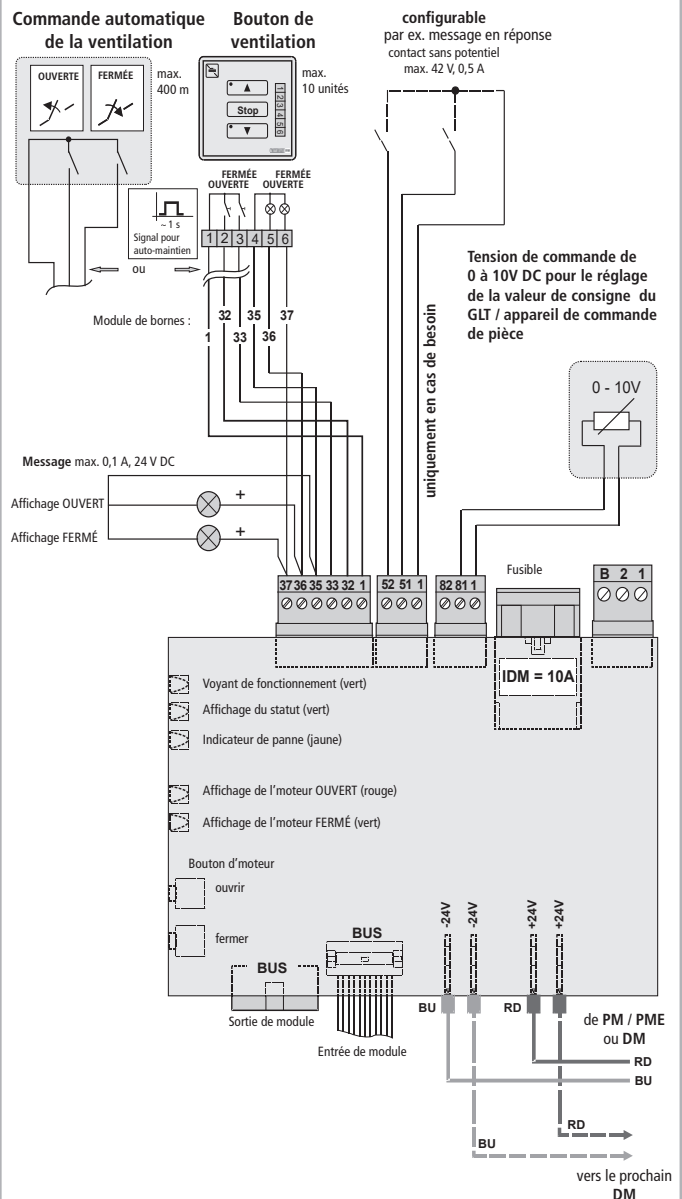 Commande automatique
de la ventilation
Bouton de
ventilation
configurable
par ex. message en réponse
contact sans potentiel
max. 42 V, 0,5 A
OUVERTE
FERMÉE
max.
400 m
Stop
1
2
3
4
5
6
max.
10 unités
FERMÉE
OUVERTE
FERMÉE
OUVERTE
~ 1 s
Signal pour
auto-maintien
ou
1 2 3 4 5 6
Tension de commande de
0 à 10V DC pour le réglage
de la valeur de consigne du
GLT / appareil de commande
de pièce
Module de bornes :
32 35 37
1 33 36
uniquement en cas de besoin
0 - 10V
Message max. 0,1 A, 24 V DC
Affichage OUVERT
+
Affichage FERMÉ
+
37 36 35 33 32 1
52 51 1
82 81 1
Fusible
B 2 1
IDM = 10A
Voyant de fonctionnement (vert)
Affichage du statut (vert)
Indicateur de panne (jaune)
Affichage de l'moteur OUVERT (rouge)
Affichage de l'moteur FERMÉ (vert)
Bouton d'moteur
ouvrir
fermer
BUS
Sortie de module
BUS
Entrée de module
-24V
-24V
+24V
+24V
BU
RD
de PM / PME
ou DM
RD
BU
RD
BU
vers le prochain
DM